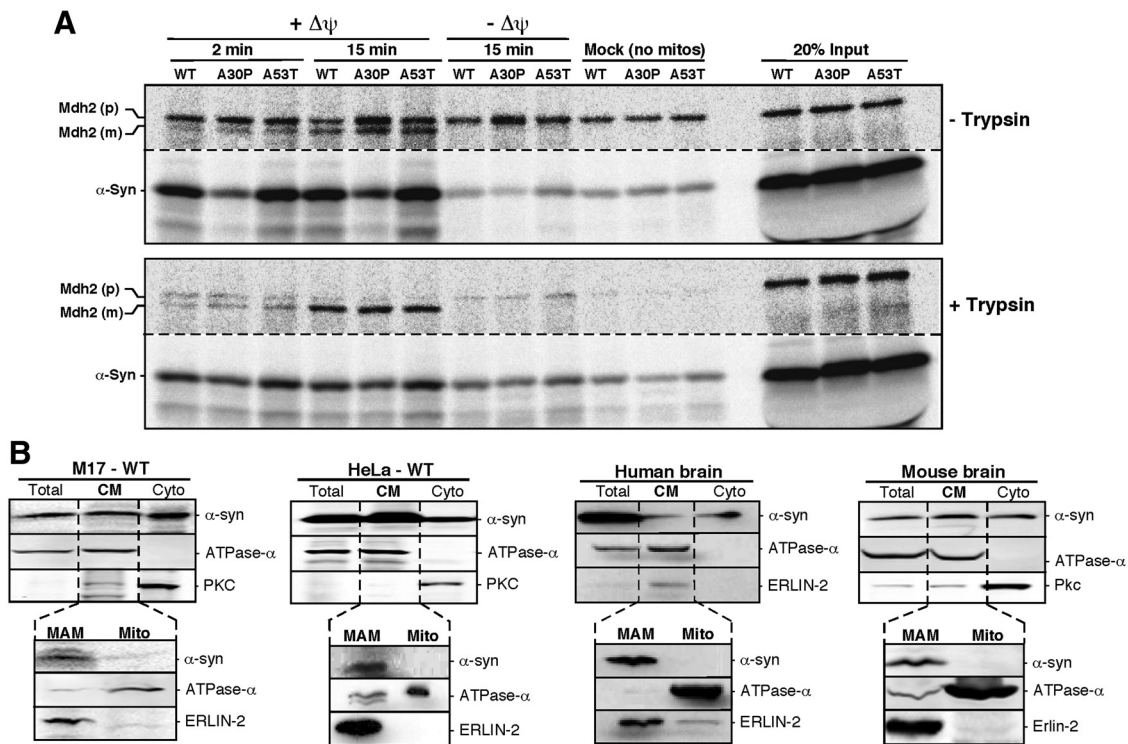 A
+ Δψ - Δψ
2 min 15 min 15 min Mock (no mitos) 20% Input
WT A30P A53T WT A30P A53T WT A30P A53T WT A30P A53T WT A30P A53T
Mdh2 (p)
Mdh2 (m)
- Trypsin
α-Syn
Mdh2 (p)
Mdh2 (m)
+ Trypsin
α-Syn
B
M17 - WT
Total CM Cyto
α-syn
ATPase-α
PKC
MAM Mito
α-syn
ATPase-α
ERLIN-2
HeLa - WT
Total CM Cyto
α-syn
ATPase-α
PKC
MAM Mito
α-syn
ATPase-α
ERLIN-2
Human brain
Total CM Cyto
α-syn
ATPase-α
ERLIN-2
MAM Mito
α-syn
ATPase-α
ERLIN-2
Mouse brain
Total CM Cyto
α-syn
ATPase-α
Pkc
MAM Mito
α-syn
ATPase-α
Erlin-2